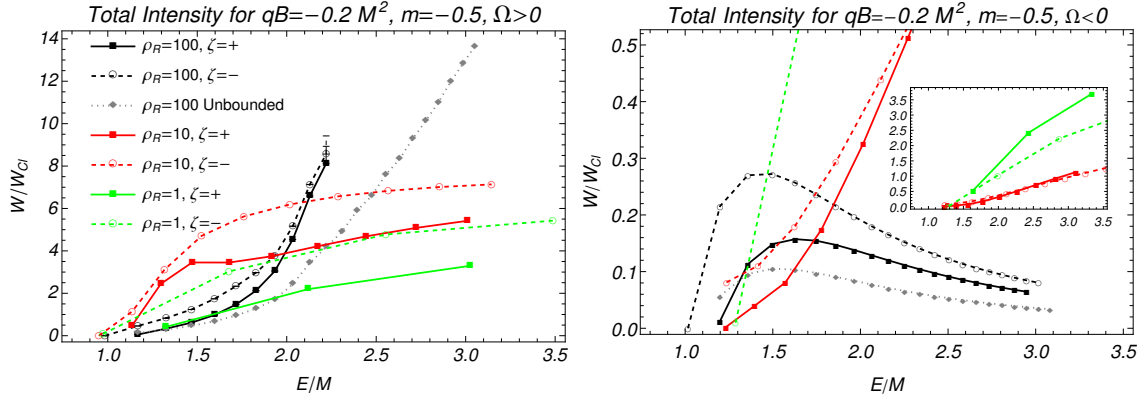 Total Intensity for qB=−0.2 M², m=−0.5, Ω>0
W/W_Cl
14
12
10
8
6
4
2
0
ρ_R=100, ζ=+
ρ_R=100, ζ=−
ρ_R=100 Unbounded
ρ_R=10, ζ=+
ρ_R=10, ζ=−
ρ_R=1, ζ=+
ρ_R=1, ζ=−
1.0 1.5 2.0 2.5 3.0 3.5
E/M
Total Intensity for qB=−0.2 M², m=−0.5, Ω<0
W/W_Cl
0.5
0.4
0.3
0.2
0.1
0.0
3.5
3.0
2.5
2.0
1.5
1.0
0.5
0.0
1.0 1.5 2.0 2.5 3.0 3.5
1.0 1.5 2.0 2.5 3.0 3.5
E/M